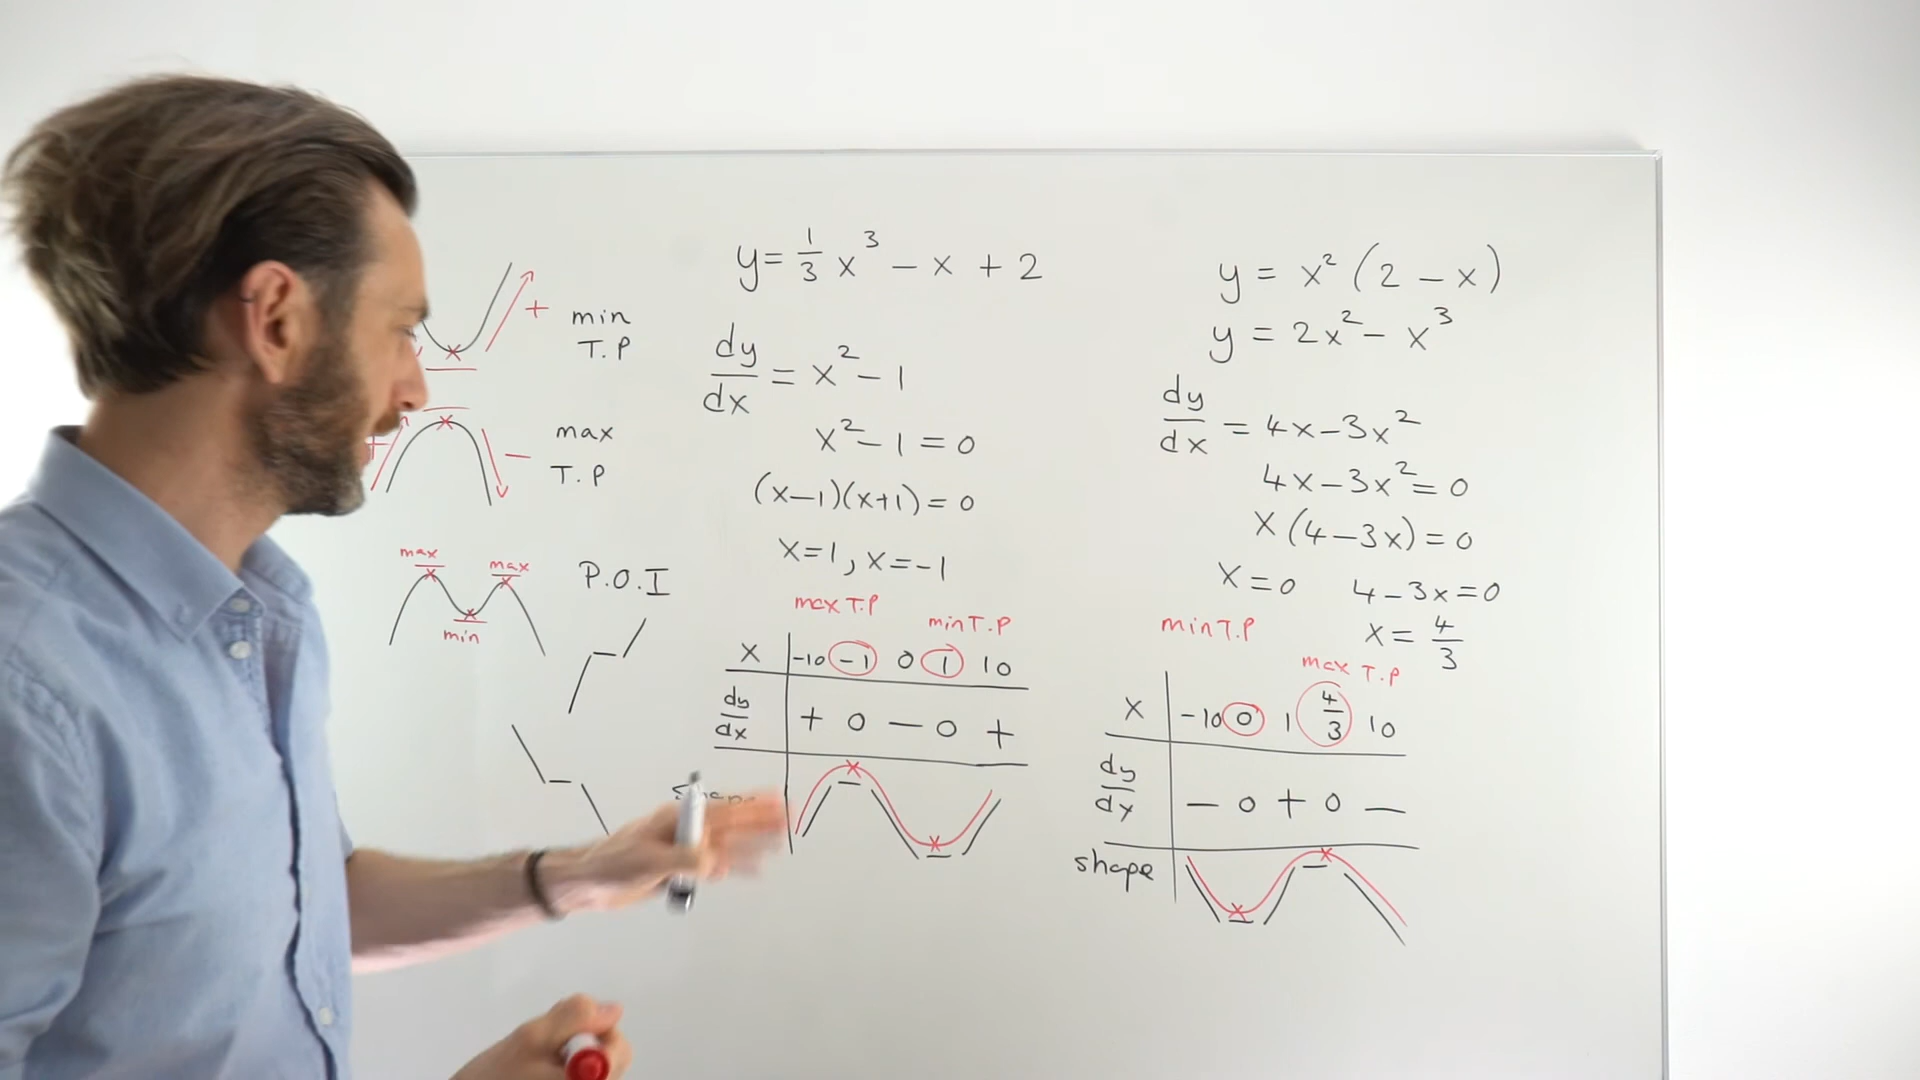 + min
T.P
+ − max
T.P
max max
min
P.O.I
y = 1/3 x³ − x + 2
dy/dx = x² − 1
x² − 1 = 0
(x−1)(x+1) = 0
x=1, x=−1
max T.P min T.P
x −10 −1 0 1 10
dy/dx + 0 − 0 +
shape
y = x² (2 − x)
y = 2x² − x³
dy/dx = 4x − 3x²
4x − 3x² = 0
x(4 − 3x) = 0
x = 0 4 − 3x = 0
min T.P x = 4/3
max T.P
x −10 0 1 4/3 10
dy/dx − 0 + 0 −
shape